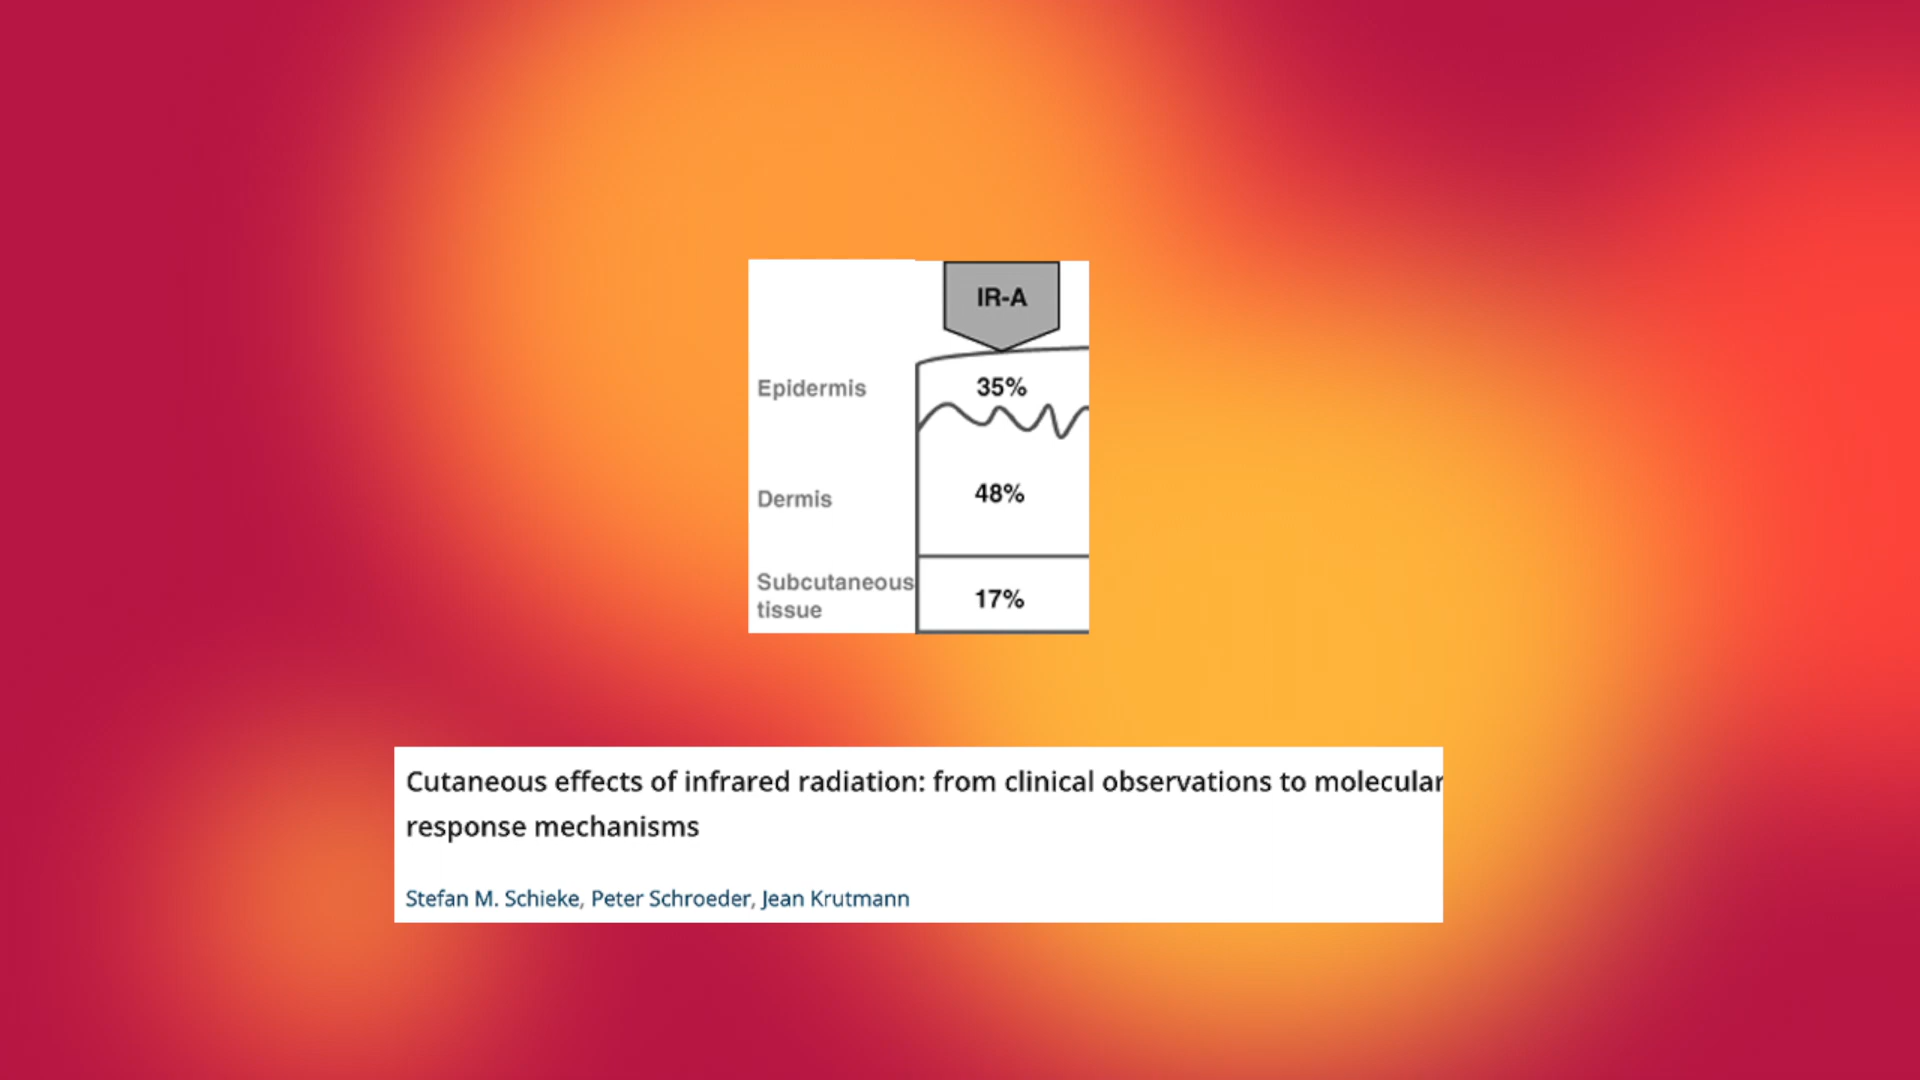 IR-A
Epidermis 35%
Dermis 48%
Subcutaneous
tissue 17%
Cutaneous effects of infrared radiation: from clinical observations to molecular
response mechanisms
Stefan M. Schieke, Peter Schroeder, Jean Krutmann